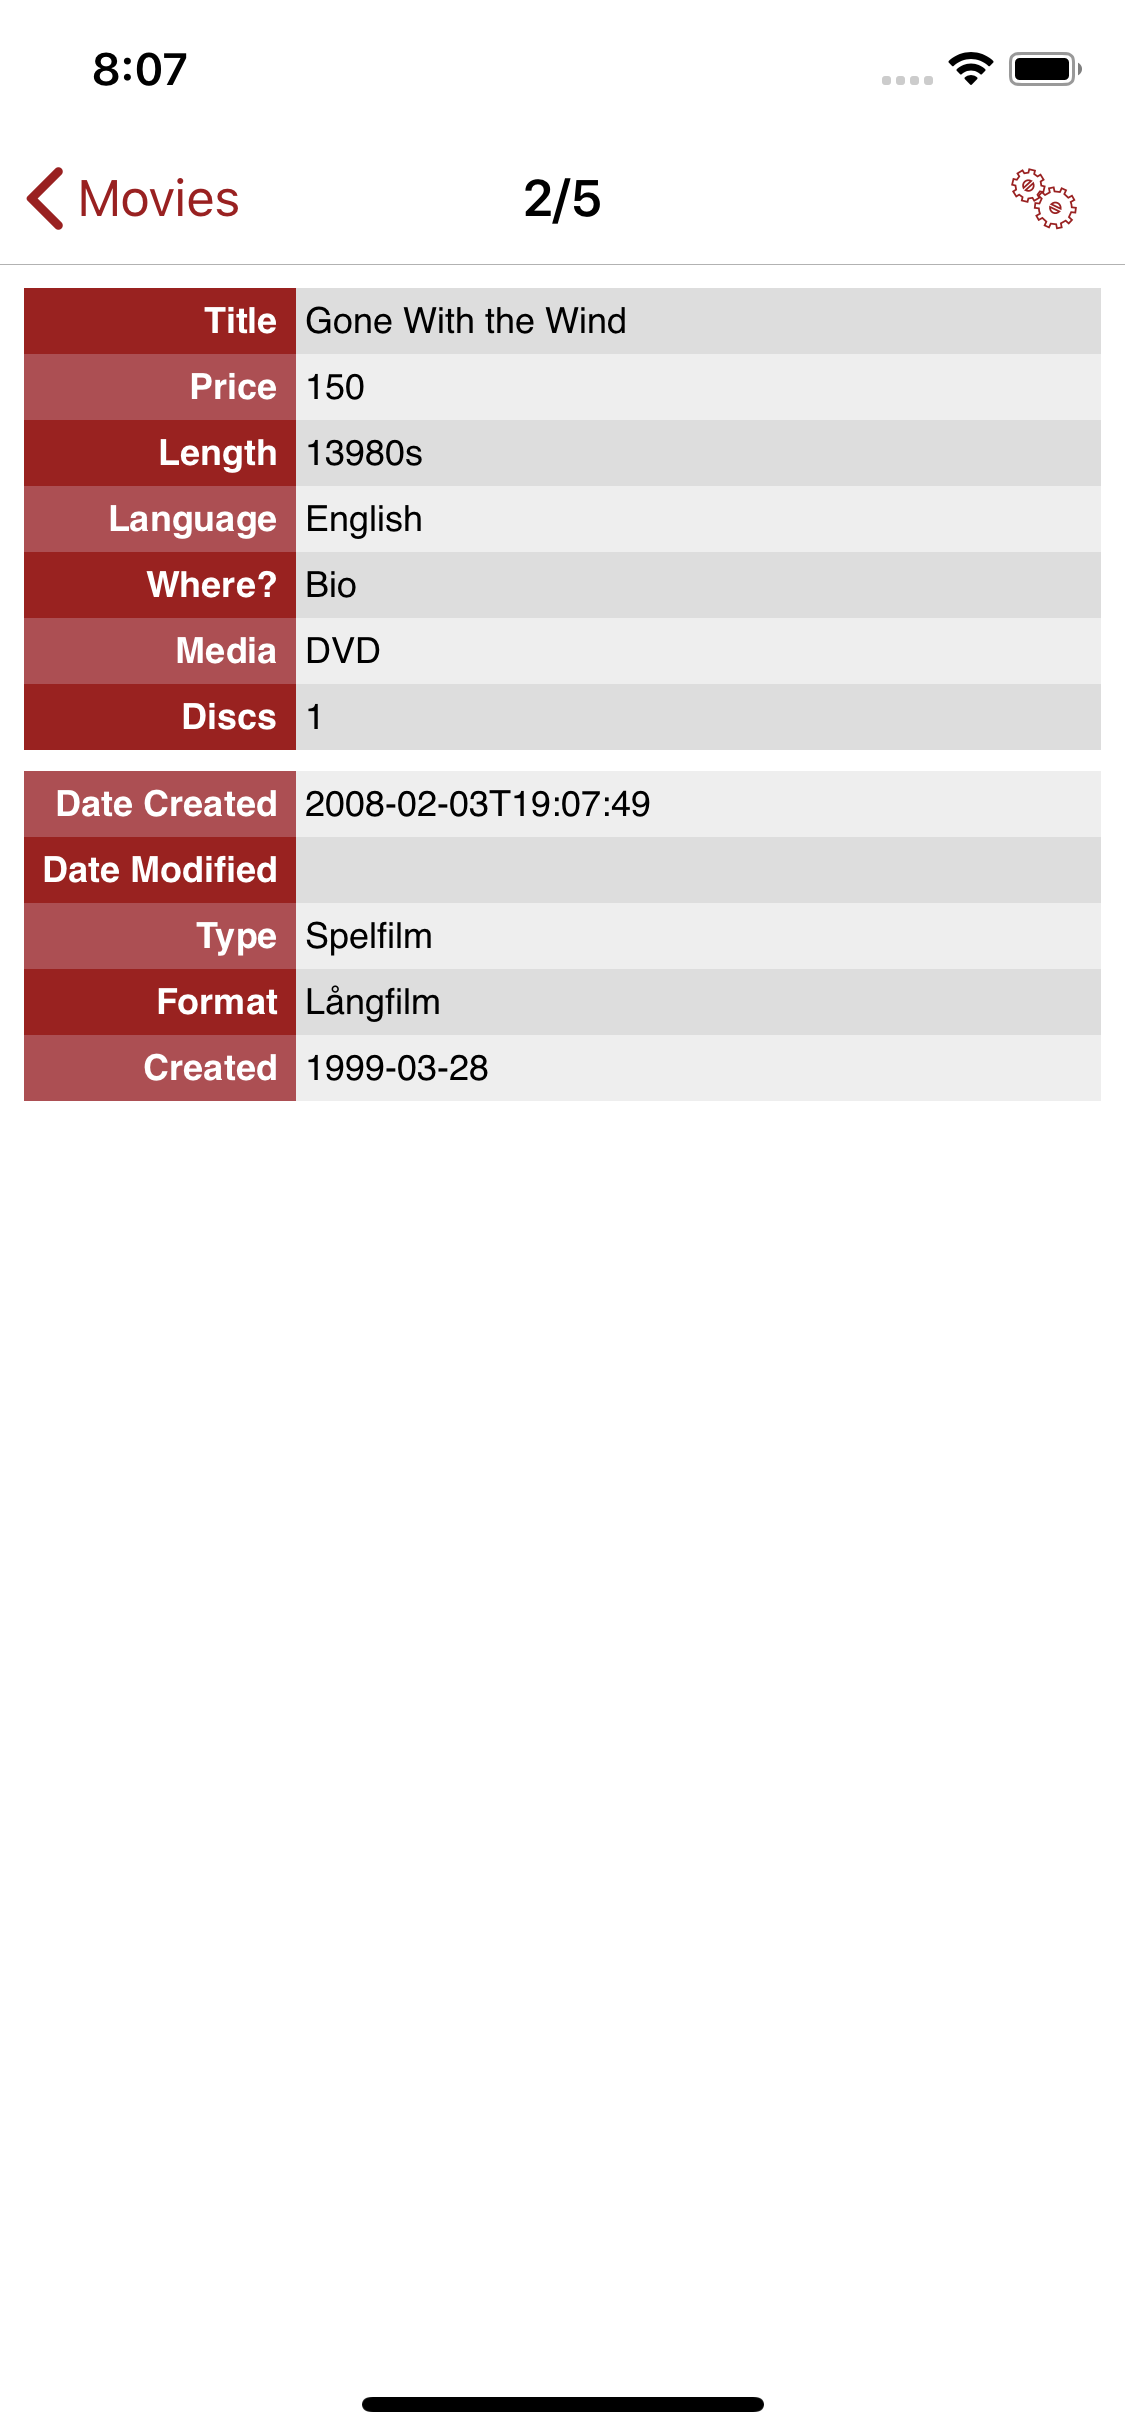 8:07
Movies
2/5
Title Gone With the Wind
Price 150
Length 13980s
Language English
Where? Bio
Media DVD
Discs 1
Date Created 2008-02-03T19:07:49
Date Modified
Type Spelfilm
Format Långfilm
Created 1999-03-28